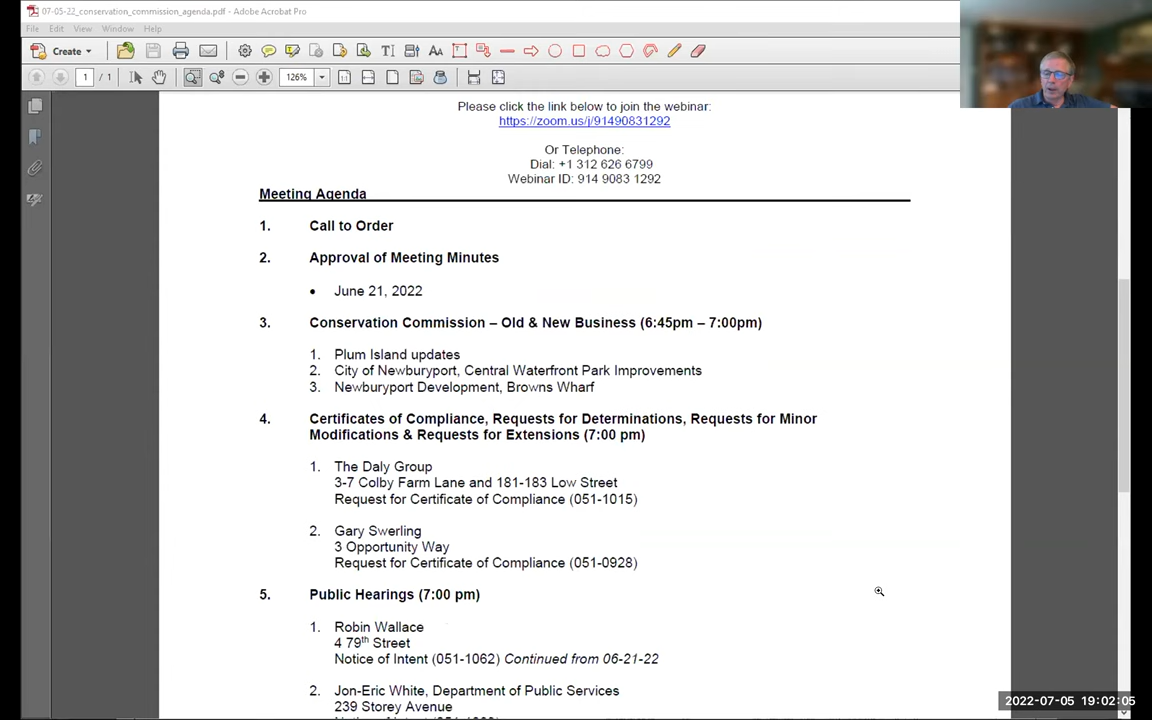 07-05-22_conservation_commission_agenda.pdf - Adobe Acrobat Pro
File Edit View Window Help
Create
1 / 1
126%
Please click the link below to join the webinar:
https://zoom.us/j/91490831292
Or Telephone:
Dial: +1 312 626 6799
Webinar ID: 914 9083 1292
Meeting Agenda
1. Call to Order
2. Approval of Meeting Minutes
• June 21, 2022
3. Conservation Commission – Old & New Business (6:45pm – 7:00pm)
1. Plum Island updates
2. City of Newburyport, Central Waterfront Park Improvements
3. Newburyport Development, Browns Wharf
4. Certificates of Compliance, Requests for Determinations, Requests for Minor
Modifications & Requests for Extensions (7:00 pm)
1. The Daly Group
3-7 Colby Farm Lane and 181-183 Low Street
Request for Certificate of Compliance (051-1015)
2. Gary Swerling
3 Opportunity Way
Request for Certificate of Compliance (051-0928)
5. Public Hearings (7:00 pm)
1. Robin Wallace
4 79th Street
Notice of Intent (051-1062) Continued from 06-21-22
2. Jon-Eric White, Department of Public Services
239 Storey Avenue
2022-07-05 19:02:05